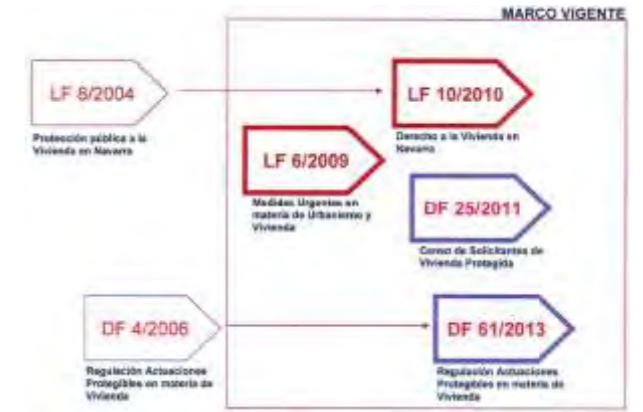 MARCO VIGENTE
LF 8/2004
Protección pública a la
Vivienda en Navarra
LF 10/2010
Derecho a la Vivienda en
Navarra
LF 6/2009
Medidas Urgentes en
materia de Urbanismo y
Vivienda
DF 25/2011
Censo de Solicitantes de
Vivienda Protegida
DF 4/2006
Regulación Actuaciones
Protegibles en materia de
Vivienda
DF 61/2013
Regulación Actuaciones
Protegibles en materia de
Vivienda